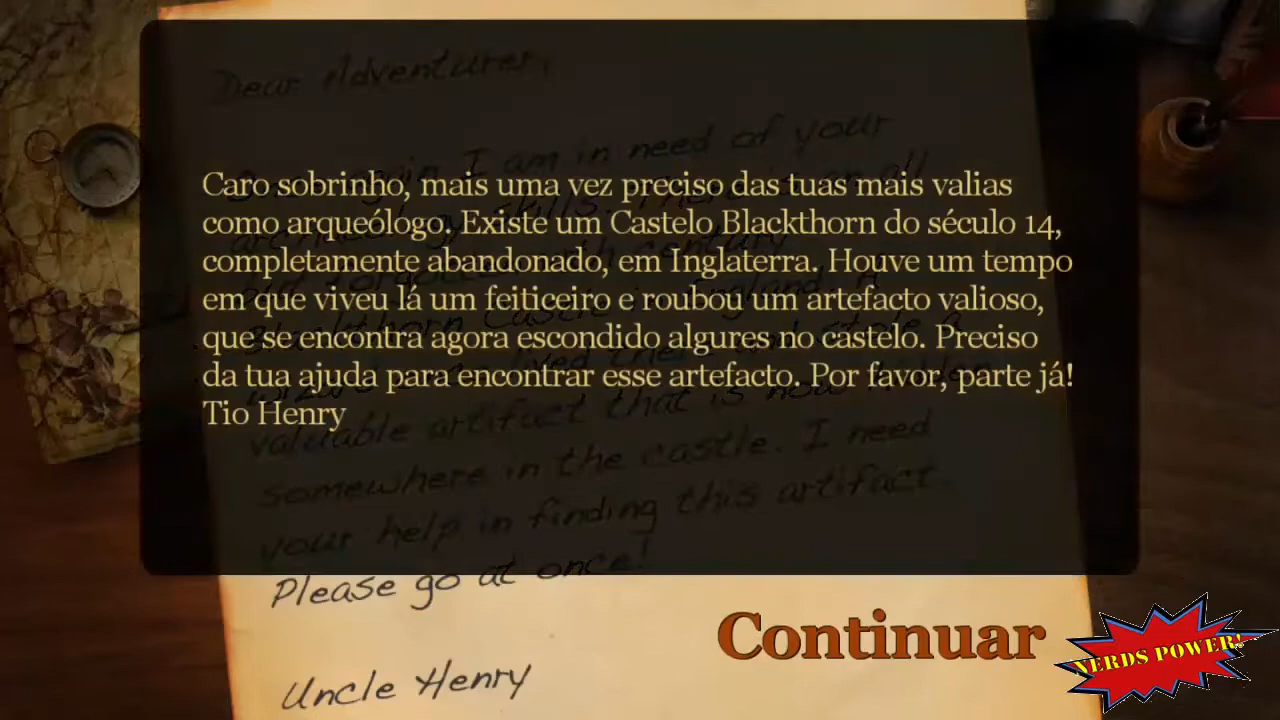 Dear Adventurer,
I am in need of your
Caro sobrinho, mais uma vez preciso das tuas mais valias
como arqueólogo. Existe um Castelo Blackthorn do século 14,
completamente abandonado, em Inglaterra. Houve um tempo
em que viveu lá um feiticeiro e roubou um artefacto valioso,
que se encontra agora escondido algures no castelo. Preciso
da tua ajuda para encontrar esse artefacto. Por favor, parte já!
Tio Henry
valuable artifact that is now
somewhere in the castle. I need
your help in finding this artifact.
Please go at once!
Continuar
NERDS POWER!
Uncle Henry